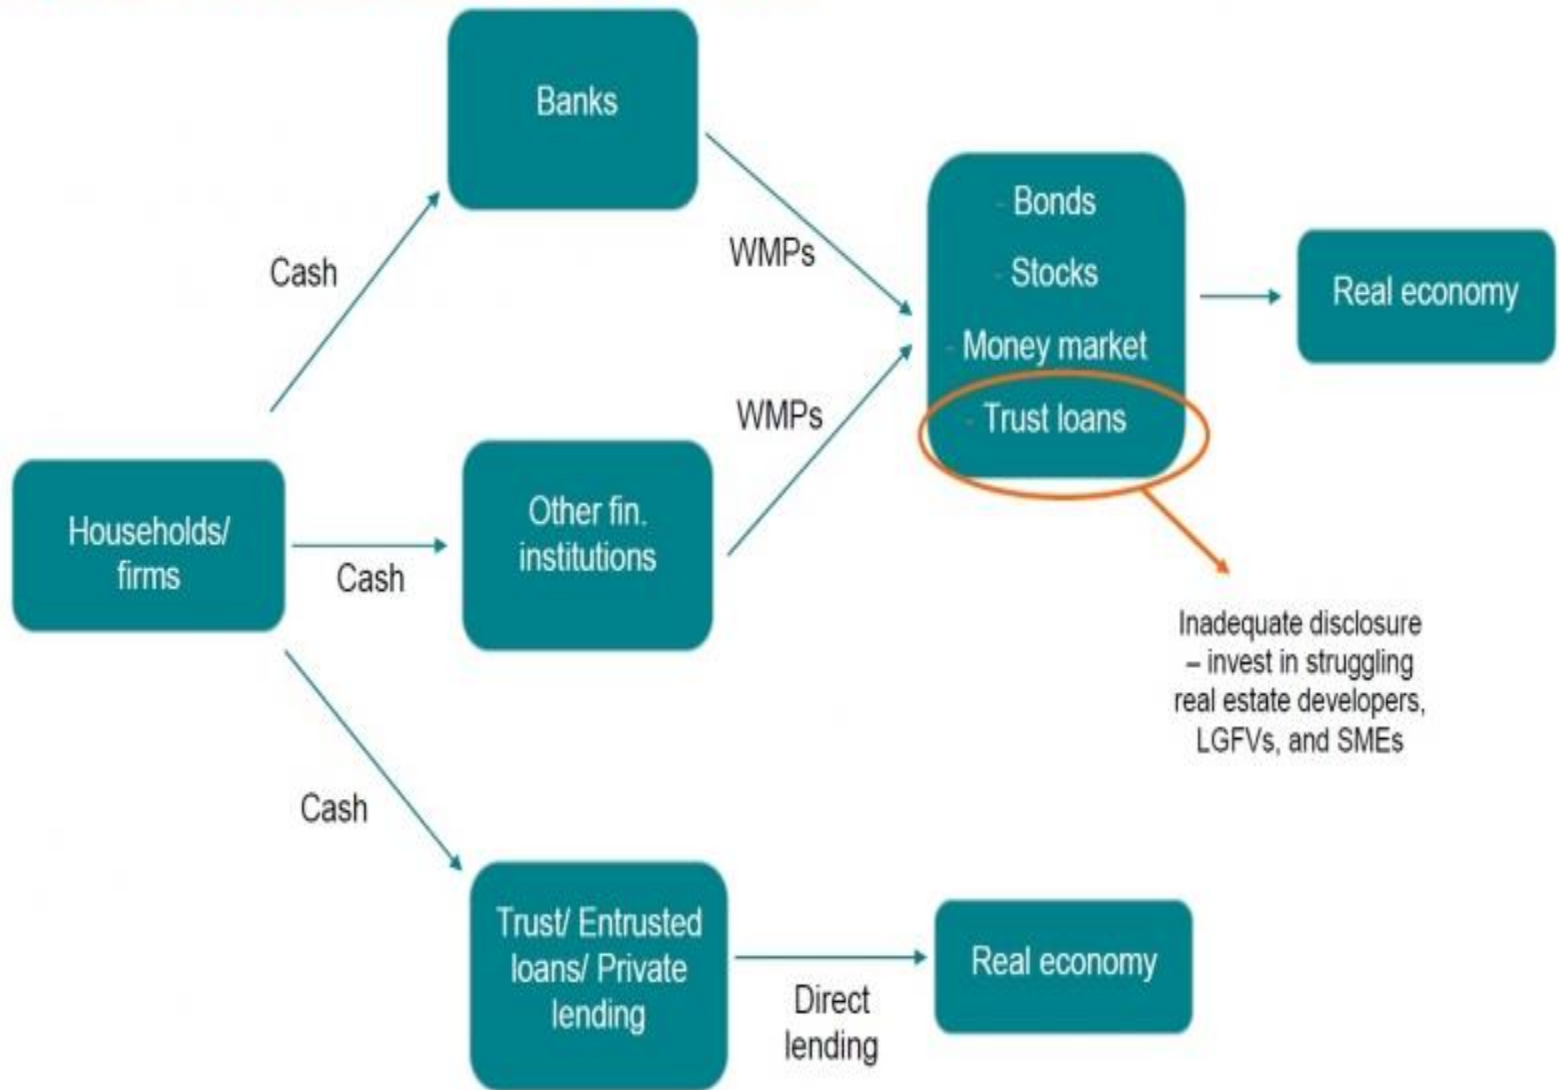 Banks
Cash
WMPs
- Bonds
- Stocks
- Money market
- Trust loans
Real economy
WMPs
Households/
firms
Cash
Other fin.
institutions
Inadequate disclosure
– invest in struggling
real estate developers,
LGFVs, and SMEs
Cash
Trust/ Entrusted
loans/ Private
lending
Direct
lending
Real economy